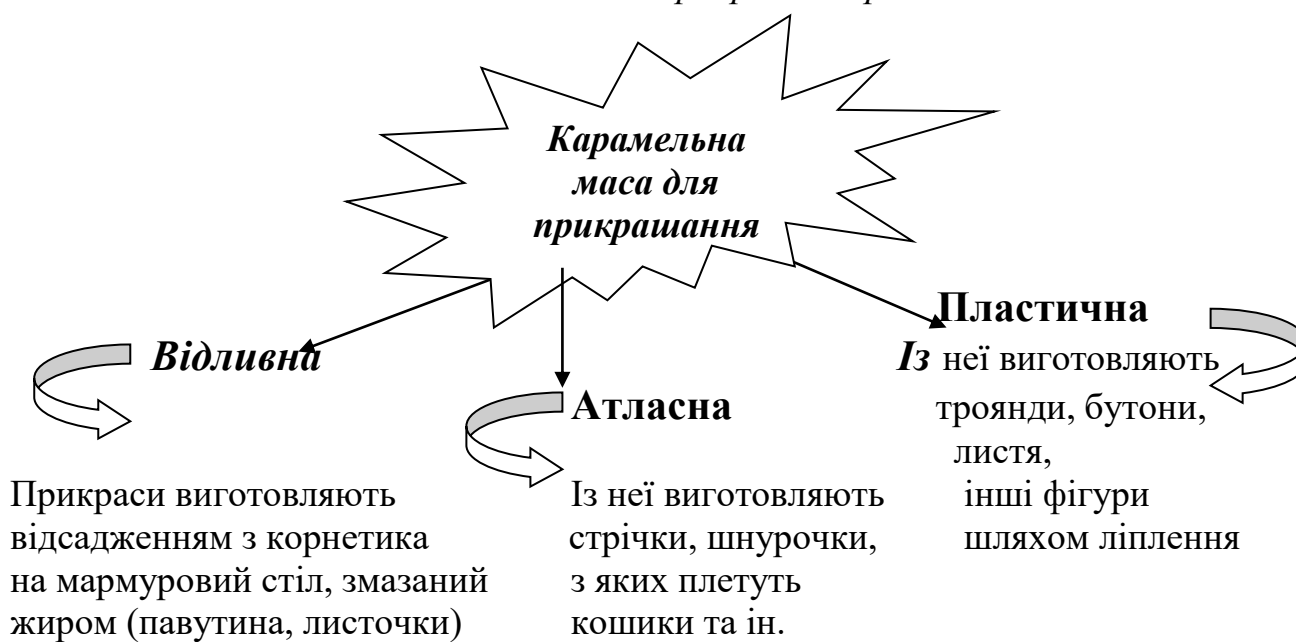 Карамельна
маса для
прикрашання
Відливна
Прикраси виготовляють
відсадженням з корнетика
на мармуровий стіл, змазаний
жиром (павутина, листочки)
Атласна
Із неї виготовляють
стрічки, шнурочки,
з яких плетуть
кошики та ін.
Пластична
Із неї виготовляють
троянди, бутони,
листя,
інші фігури
шляхом ліплення